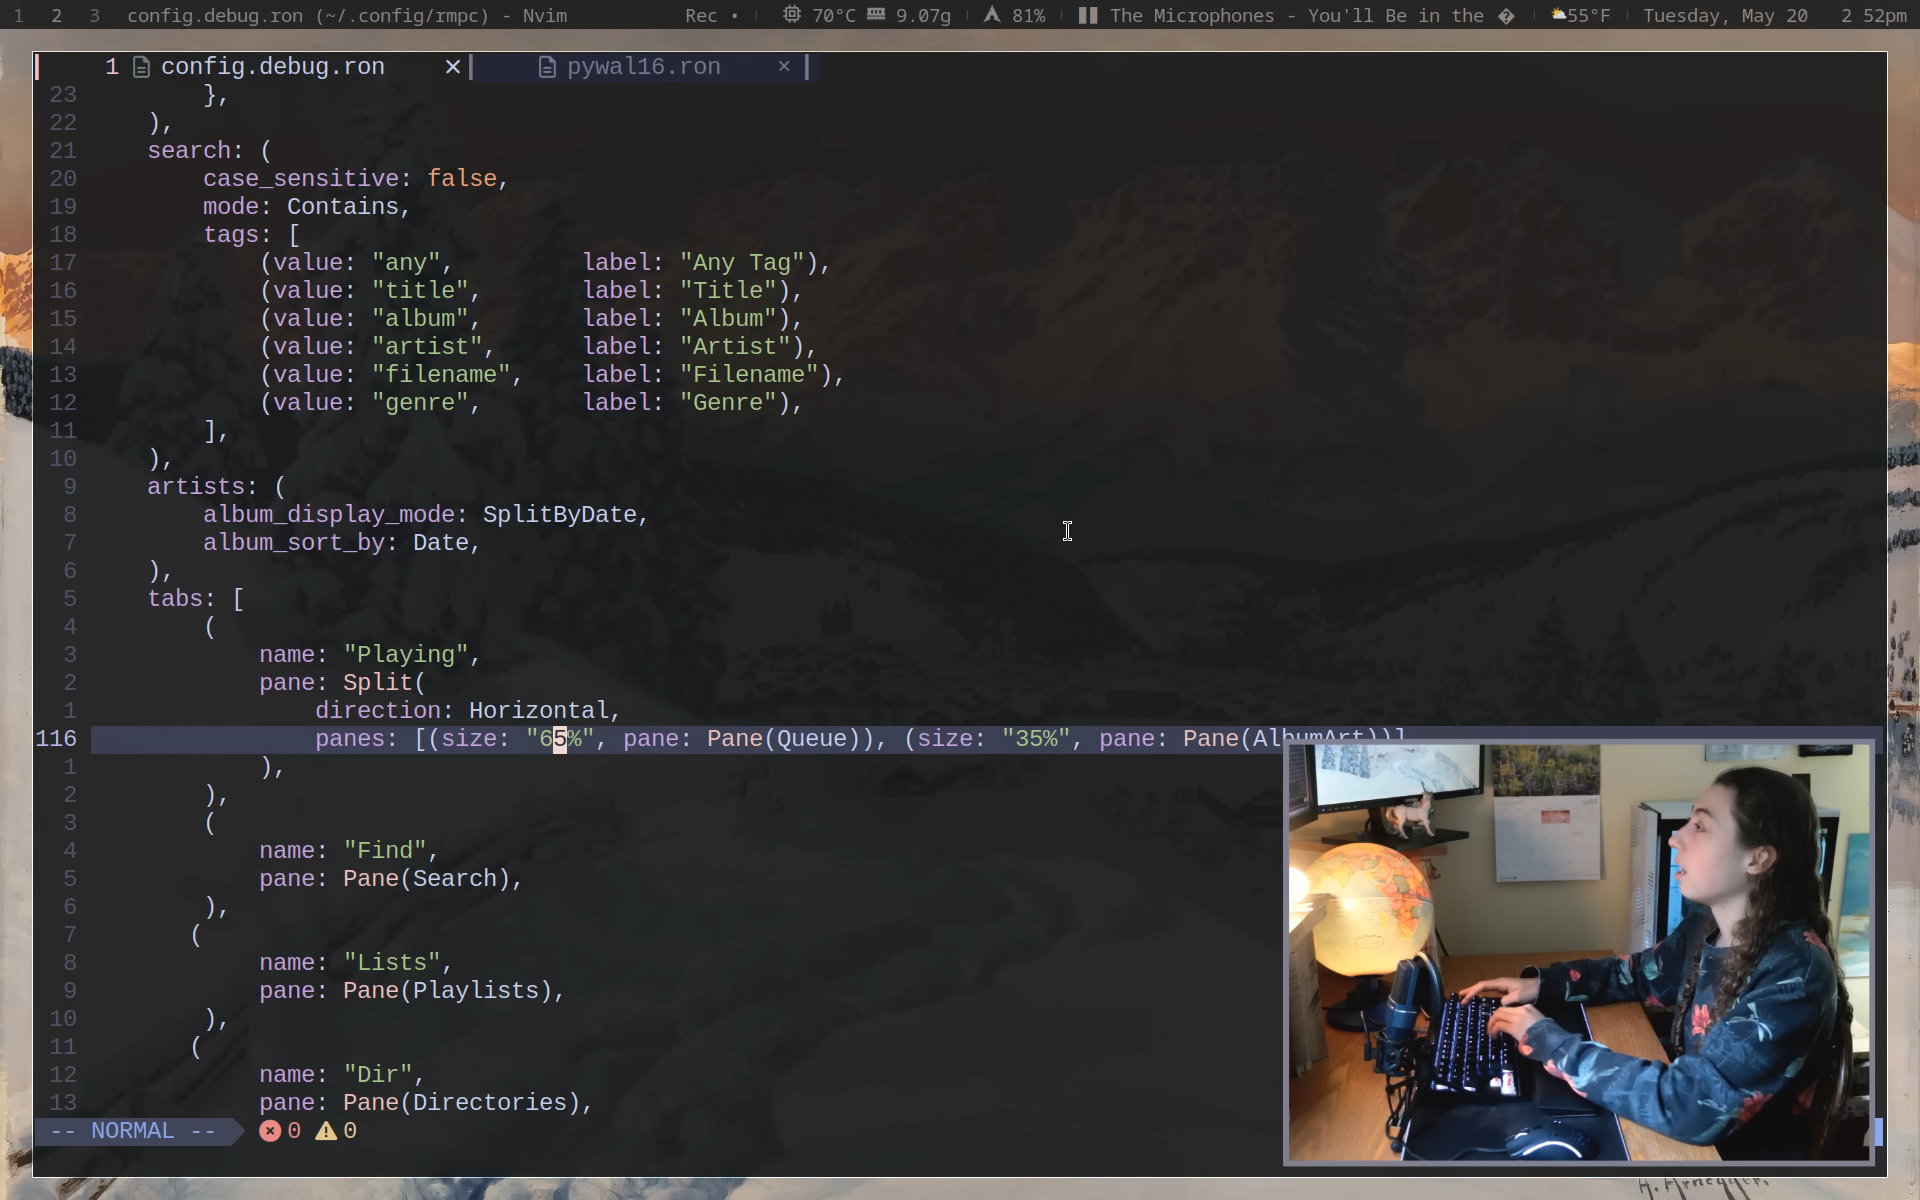 1 2 3 config.debug.ron (~/.config/rmpc) - Nvim Rec • 70°C 9.07g 81% The Microphones - You'll Be in the � 55°F Tuesday, May 20 2 52pm
1 config.debug.ron × pywal16.ron ×
23 },
22 ),
21 search: (
20 case_sensitive: false,
19 mode: Contains,
18 tags: [
17 (value: "any", label: "Any Tag"),
16 (value: "title", label: "Title"),
15 (value: "album", label: "Album"),
14 (value: "artist", label: "Artist"),
13 (value: "filename", label: "Filename"),
12 (value: "genre", label: "Genre"),
11 ],
10 ),
9 artists: (
8 album_display_mode: SplitByDate,
7 album_sort_by: Date,
6 ),
5 tabs: [
4 (
3 name: "Playing",
2 pane: Split(
1 direction: Horizontal,
116 panes: [(size: "65%", pane: Pane(Queue)), (size: "35%", pane: Pane(AlbumArt))]
1 ),
2 ),
3 (
4 name: "Find",
5 pane: Pane(Search),
6 ),
7 (
8 name: "Lists",
9 pane: Pane(Playlists),
10 ),
11 (
12 name: "Dir",
13 pane: Pane(Directories),
-- NORMAL -- 0 0